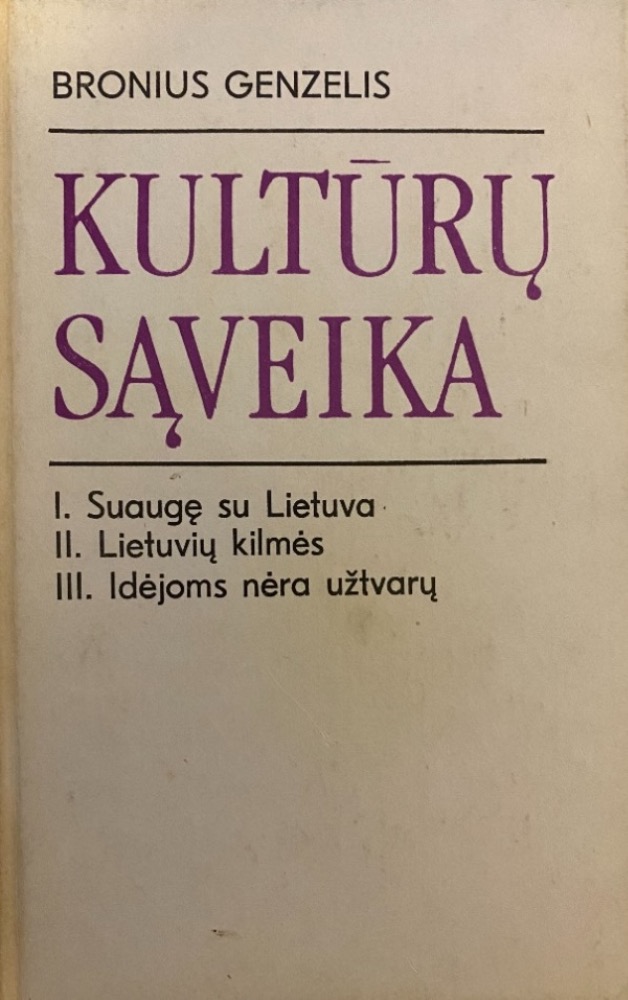 BRONIUS GENZELIS
KULTŪRŲ
SĄVEIKA
I. Suaugę su Lietuva
II. Lietuvių kilmės
III. Idėjoms nėra užtvarų